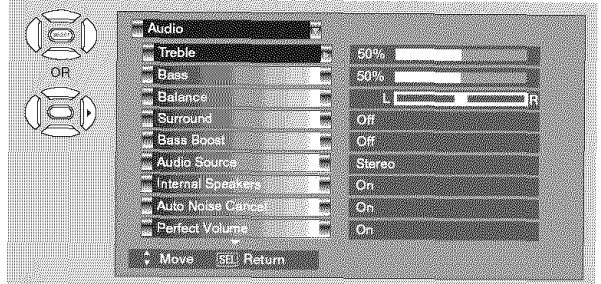 Audio
SELECT
Treble 50%
OR
Bass 50%
Balance L R
Surround Off
Bass Boost Off
Audio Source Stereo
Internal Speakers On
Auto Noise Cancel On
Perfect Volume On
Move SEL Return